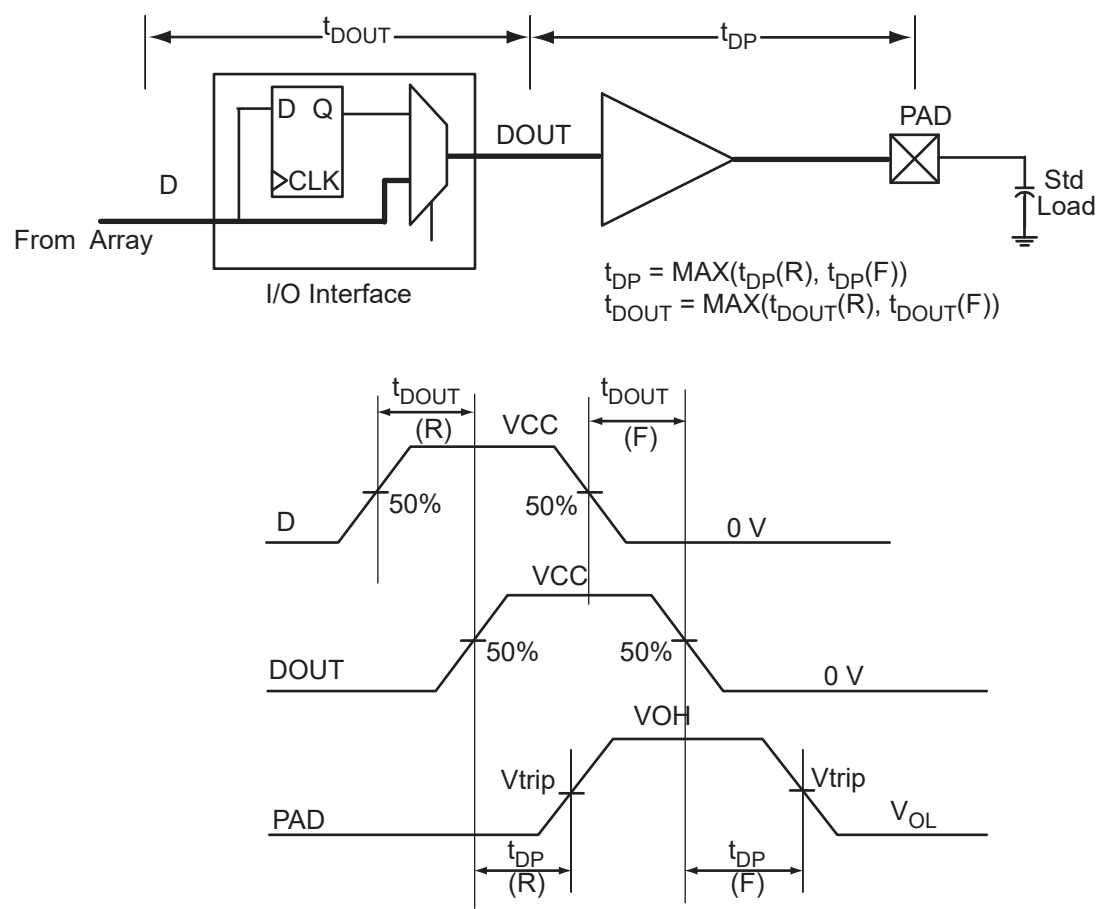 tDOUT
tDP
PAD
D Q
DOUT
D
CLK
Std
Load
From Array
I/O Interface
tDP = MAX(tDP(R), tDP(F))
tDOUT = MAX(tDOUT(R), tDOUT(F))
tDOUT
(R)
VCC
tDOUT
(F)
50%
50%
D
0 V
VCC
50%
50%
DOUT
0 V
VOH
Vtrip
Vtrip
PAD
VOL
tDP
(R)
tDP
(F)